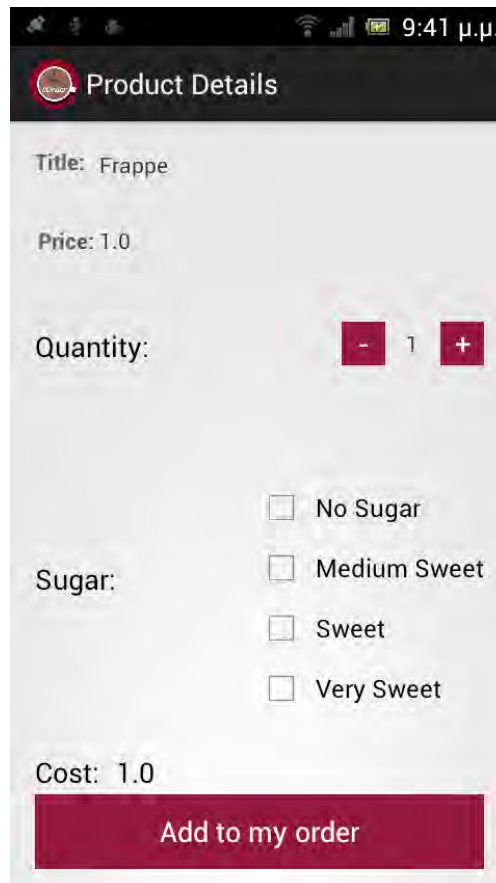 9:41 μ.μ.
Product Details
Title: Frappe
Price: 1.0
Quantity: - 1 +
No Sugar
Medium Sweet
Sugar:
Sweet
Very Sweet
Cost: 1.0
Add to my order